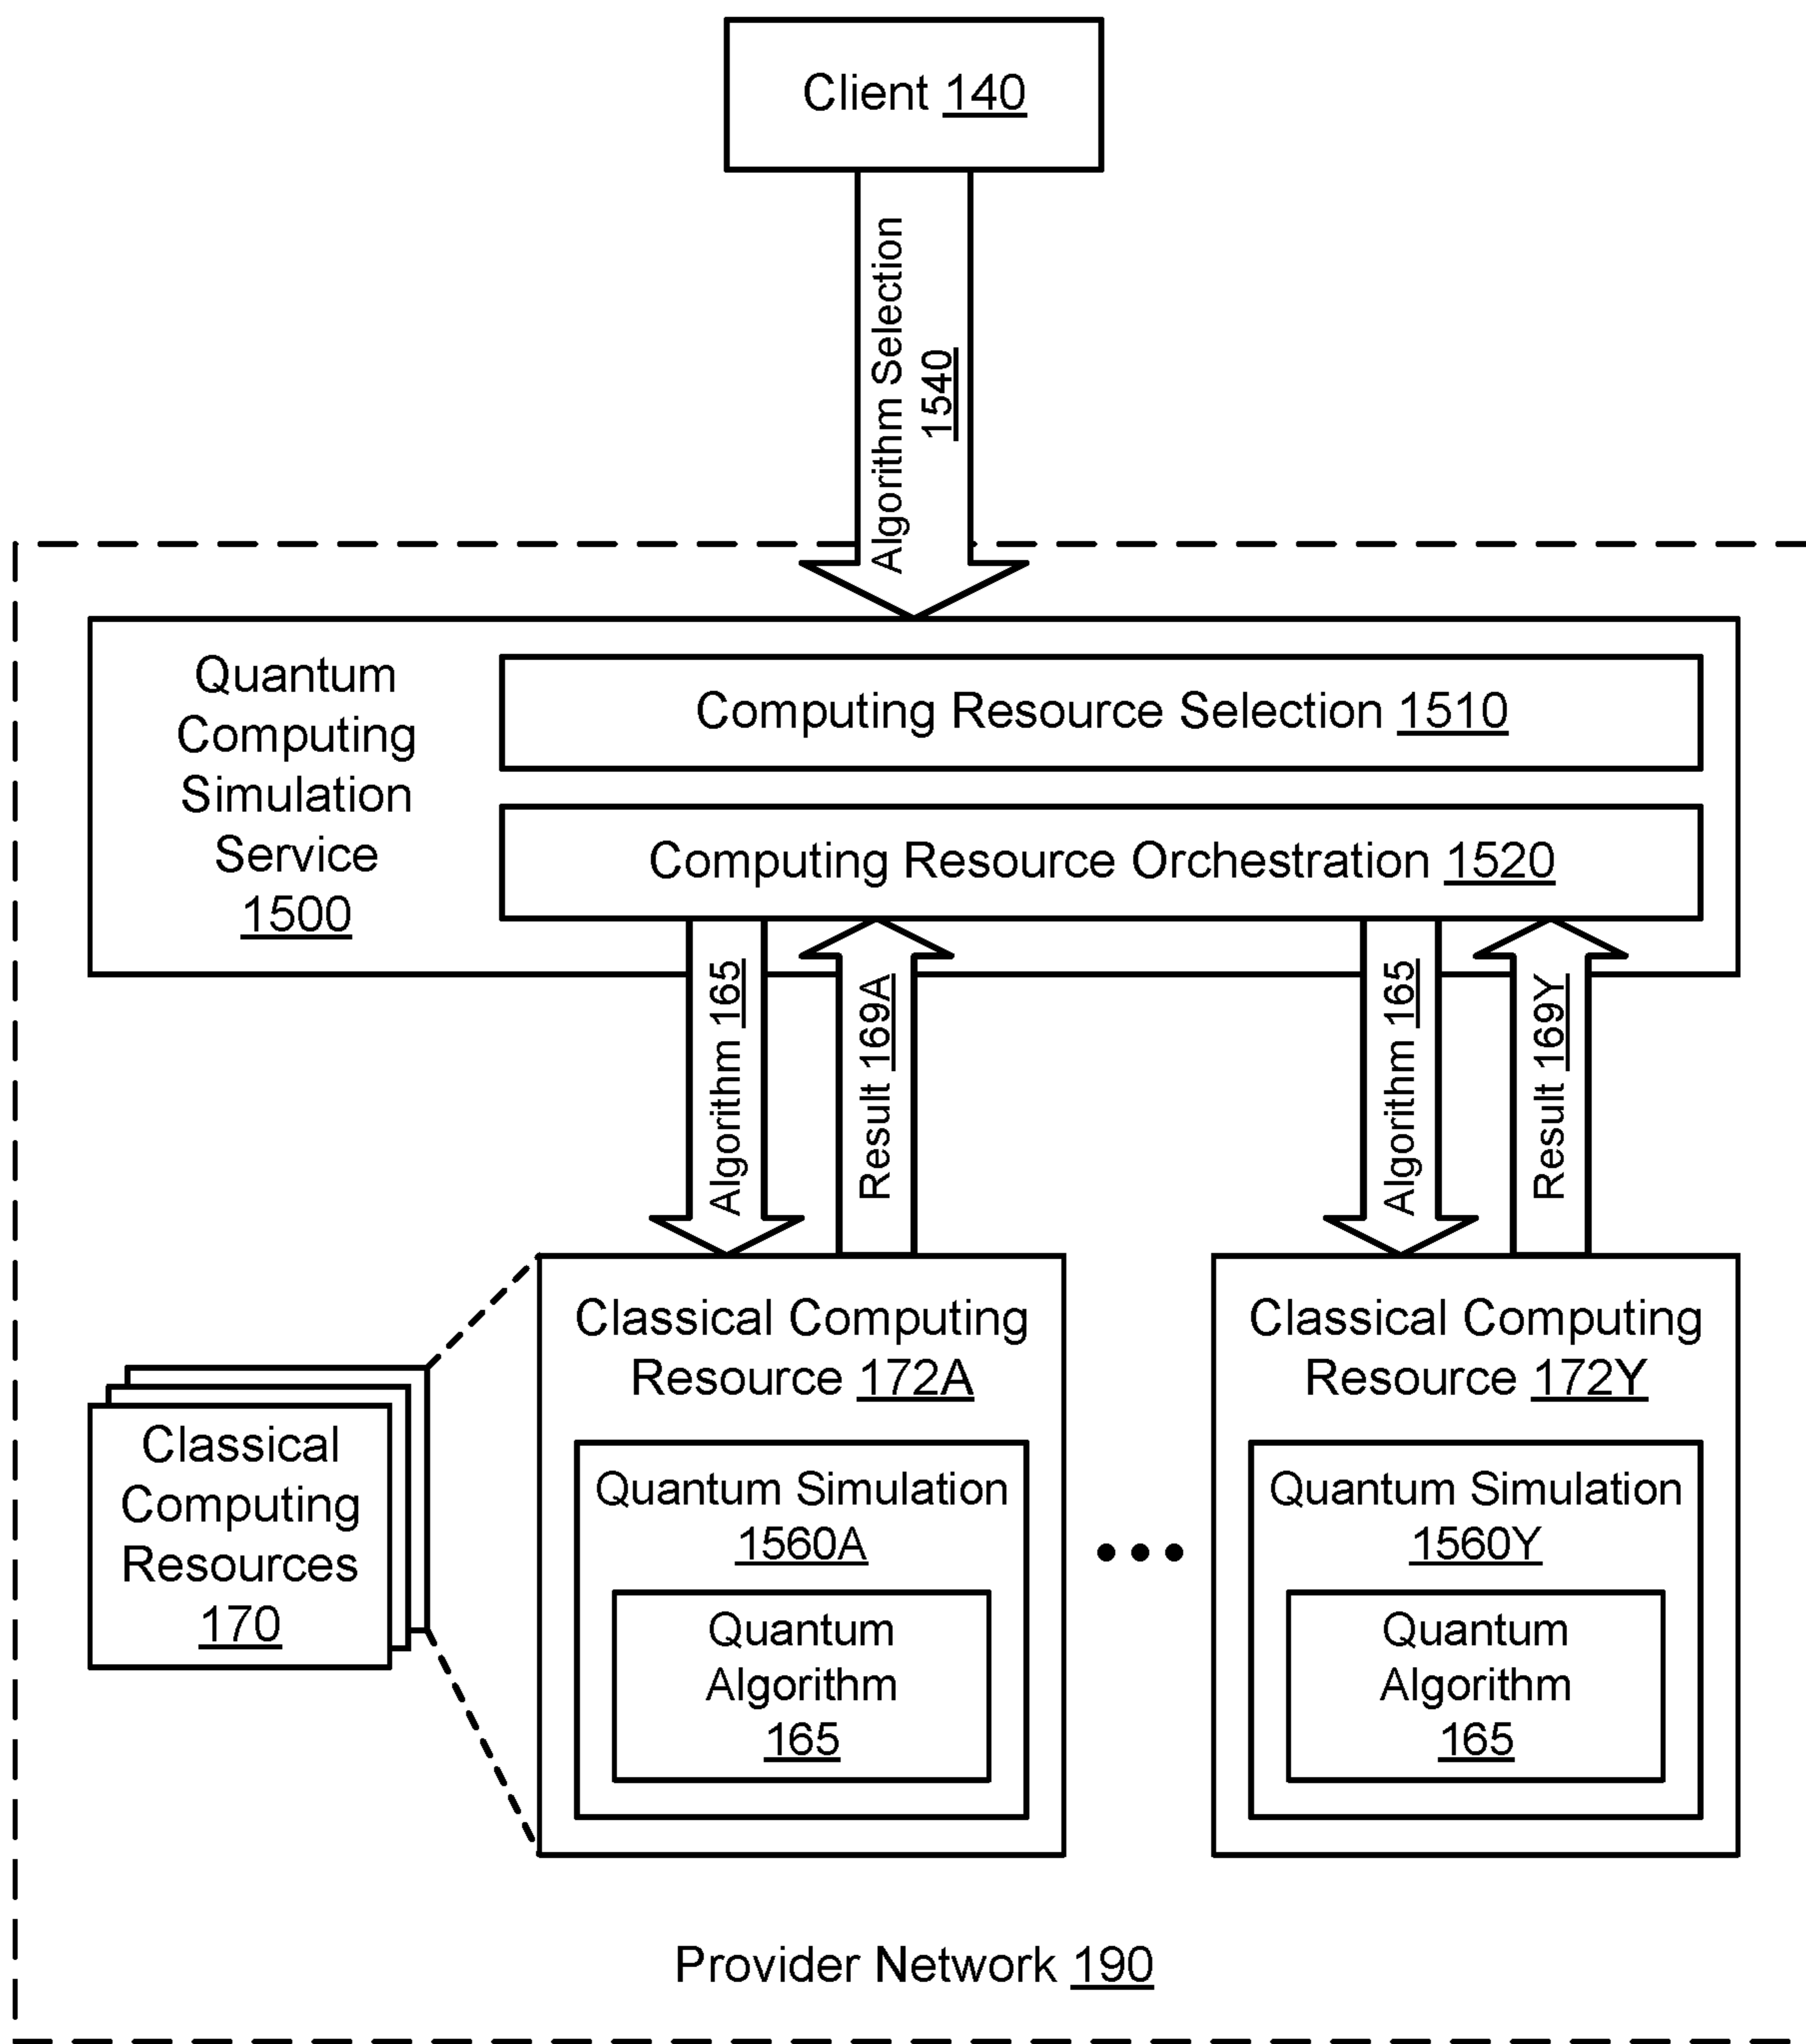 Client 140
Algorithm Selection
1540
Quantum
Computing
Simulation
Service
1500
Computing Resource Selection 1510
Computing Resource Orchestration 1520
Algorithm 165
Result 169A
Algorithm 165
Result 169Y
Classical
Computing
Resources
170
Classical Computing
Resource 172A
Quantum Simulation
1560A
Quantum
Algorithm
165
Classical Computing
Resource 172Y
Quantum Simulation
1560Y
Quantum
Algorithm
165
Provider Network 190